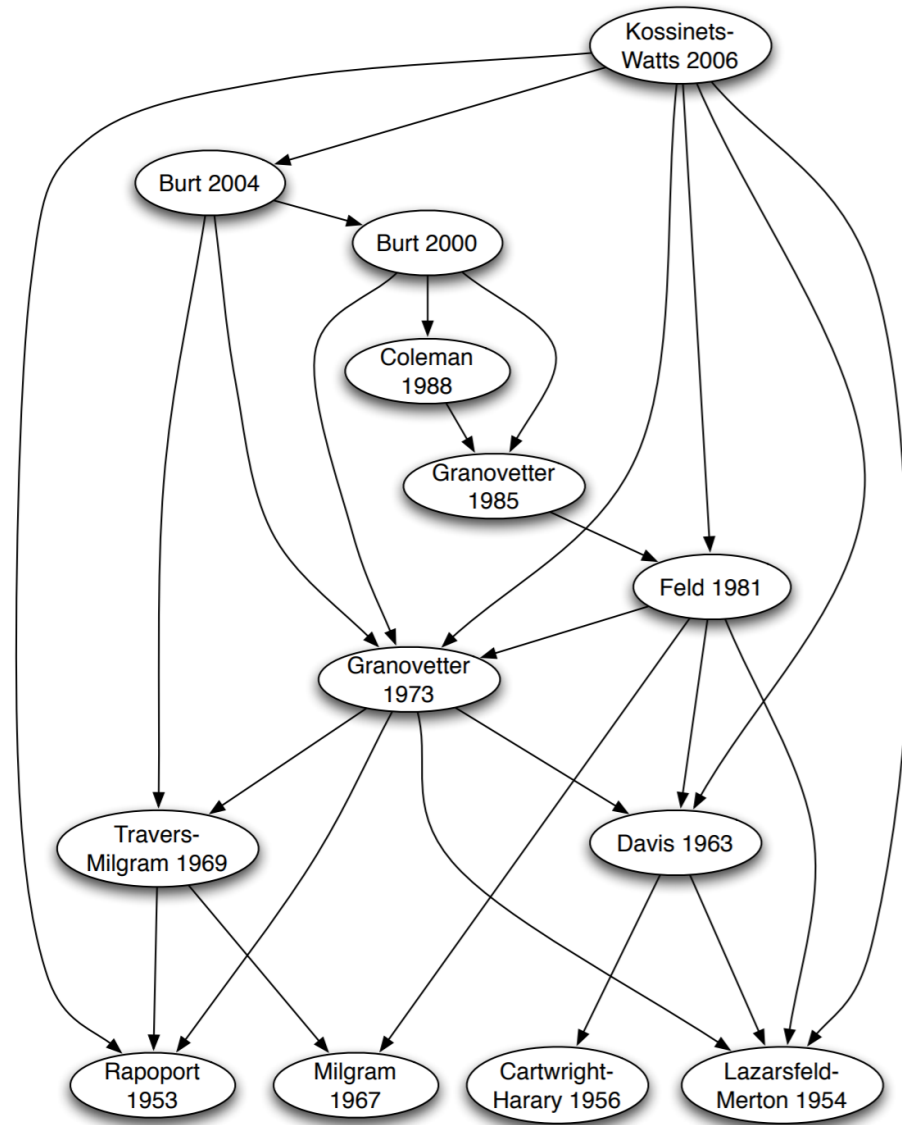 Kossinets-
Watts 2006
Burt 2004
Burt 2000
Coleman
1988
Granovetter
1985
Feld 1981
Granovetter
1973
Travers-
Milgram 1969
Davis 1963
Rapoport
1953
Milgram
1967
Cartwright-
Harary 1956
Lazarsfeld-
Merton 1954